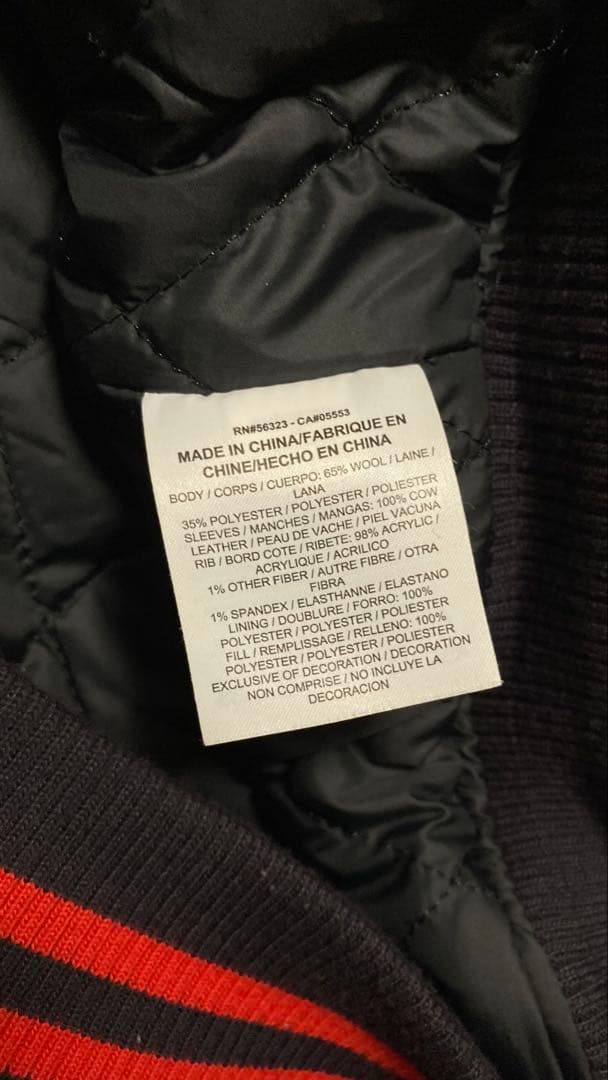 RN#56323 - CA#05553
MADE IN CHINA/FABRIQUE EN
CHINE/HECHO EN CHINA
BODY / CORPS / CUERPO: 65% WOOL / LAINE /
LANA
35% POLYESTER / POLYESTER / POLIESTER
SLEEVES / MANCHES / MANGAS: 100% COW
LEATHER / PEAU DE VACHE / PIEL VACUNA
RIB / BORD COTE / RIBETE: 98% ACRYLIC /
ACRYLIQUE / ACRILICO
1% OTHER FIBER / AUTRE FIBRE / OTRA
FIBRA
1% SPANDEX / ELASTHANNE / ELASTANO
LINING / DOUBLURE / FORRO: 100%
POLYESTER / POLYESTER / POLIESTER
FILL / REMPLISSAGE / RELLENO: 100%
POLYESTER / POLYESTER / POLIESTER
EXCLUSIVE OF DECORATION / DECORATION
NON COMPRISE / NO INCLUYE LA
DECORACION